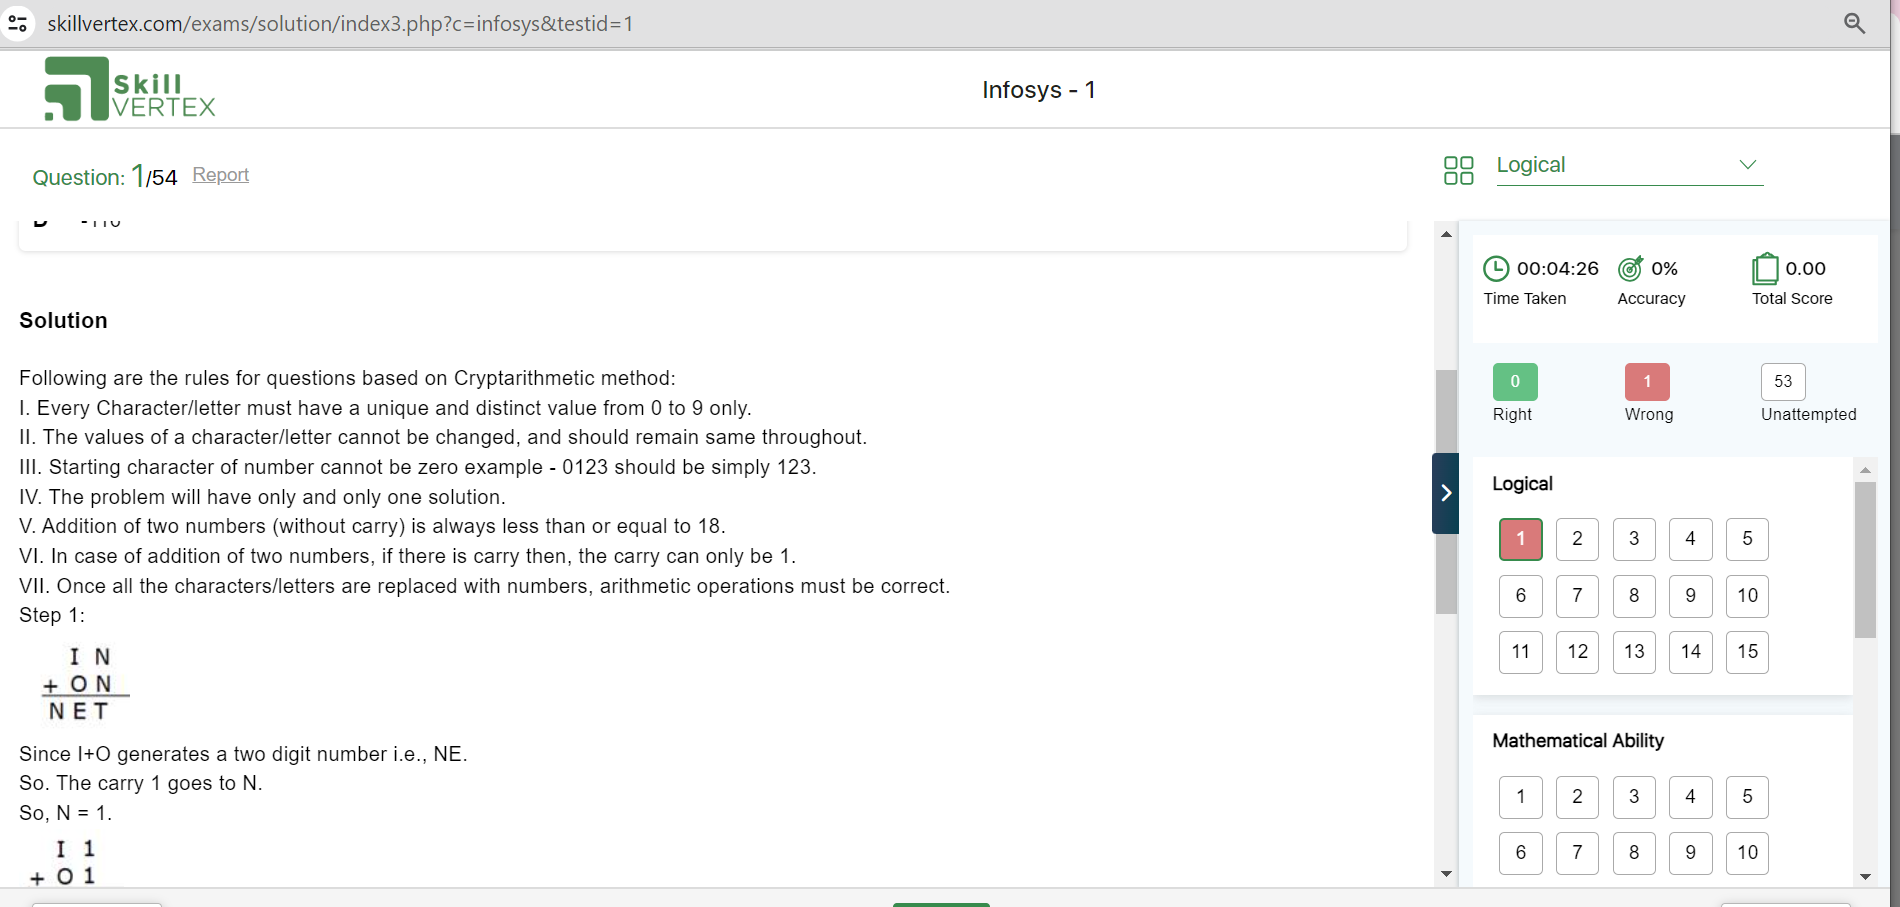 skillvertex.com/exams/solution/index3.php?c=infosys&testid=1
Skill
VERTEX
Infosys - 1
Question: 1/54 Report
Logical
Solution
Following are the rules for questions based on Cryptarithmetic method:
I. Every Character/letter must have a unique and distinct value from 0 to 9 only.
II. The values of a character/letter cannot be changed, and should remain same throughout.
III. Starting character of number cannot be zero example - 0123 should be simply 123.
IV. The problem will have only and only one solution.
V. Addition of two numbers (without carry) is always less than or equal to 18.
VI. In case of addition of two numbers, if there is carry then, the carry can only be 1.
VII. Once all the characters/letters are replaced with numbers, arithmetic operations must be correct.
Step 1:
I N
+ O N
N E T
Since I+O generates a two digit number i.e., NE.
So. The carry 1 goes to N.
So, N = 1.
I 1
+ O 1
00:04:26 0% 0.00
Time Taken Accuracy Total Score
0 1 53
Right Wrong Unattempted
Logical
1 2 3 4 5
6 7 8 9 10
11 12 13 14 15
Mathematical Ability
1 2 3 4 5
6 7 8 9 10